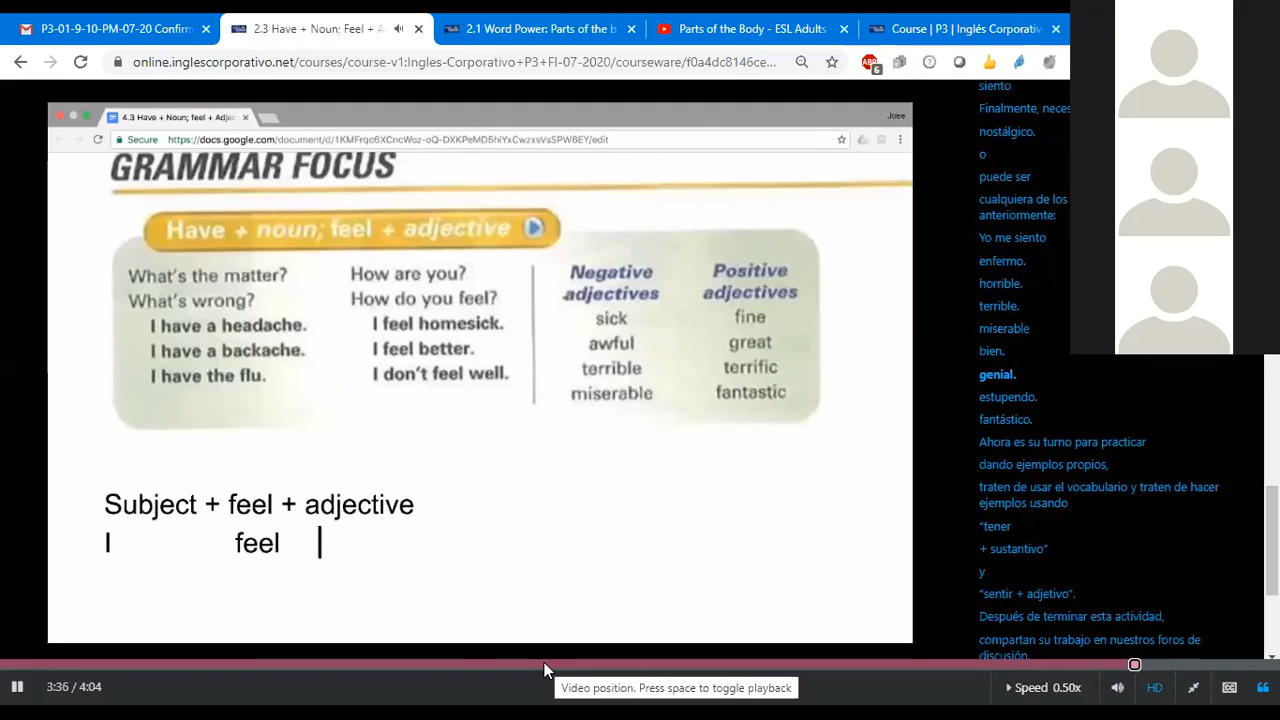 P3-01-9-10-PM-07-20 Confirm
2.3 Have + Noun; Feel + A
2.1 Word Power: Parts of the b
Parts of the Body - ESL Adults
Course | P3 | Inglés Corporativo
online.inglescorporativo.net/courses/course-v1:Ingles-Corporativo+P3+FI-07-2020/courseware/f0a4dc8146ce...
ABP
6
4.3 Have + Noun; feel + Adjec
Jose
Secure
https://docs.google.com/document/d/1KMFrqc6XCncWoz-oQ-DXKPeMD5hiYxCwzxsVsSPW6EY/edit
GRAMMAR FOCUS
Have + noun; feel + adjective
What's the matter?
What's wrong?
I have a headache.
I have a backache.
I have the flu.
How are you?
How do you feel?
I feel homesick.
I feel better.
I don't feel well.
Negative
adjectives
sick
awful
terrible
miserable
Positive
adjectives
fine
great
terrific
fantastic
Subject + feel + adjective
I feel
siento
Finalmente, neces
nostálgico.
o
puede ser
cualquiera de los
anteriormente:
Yo me siento
enfermo.
horrible.
terrible.
miserable
bien.
genial.
estupendo.
fantástico.
Ahora es su turno para practicar
dando ejemplos propios,
traten de usar el vocabulario y traten de hacer
ejemplos usando
“tener
+ sustantivo”
y
“sentir + adjetivo”.
Después de terminar esta actividad,
compartan su trabajo en nuestros foros de
discusión.
3:36 / 4:04
Video position. Press space to toggle playback
Speed 0.50x
HD
CC